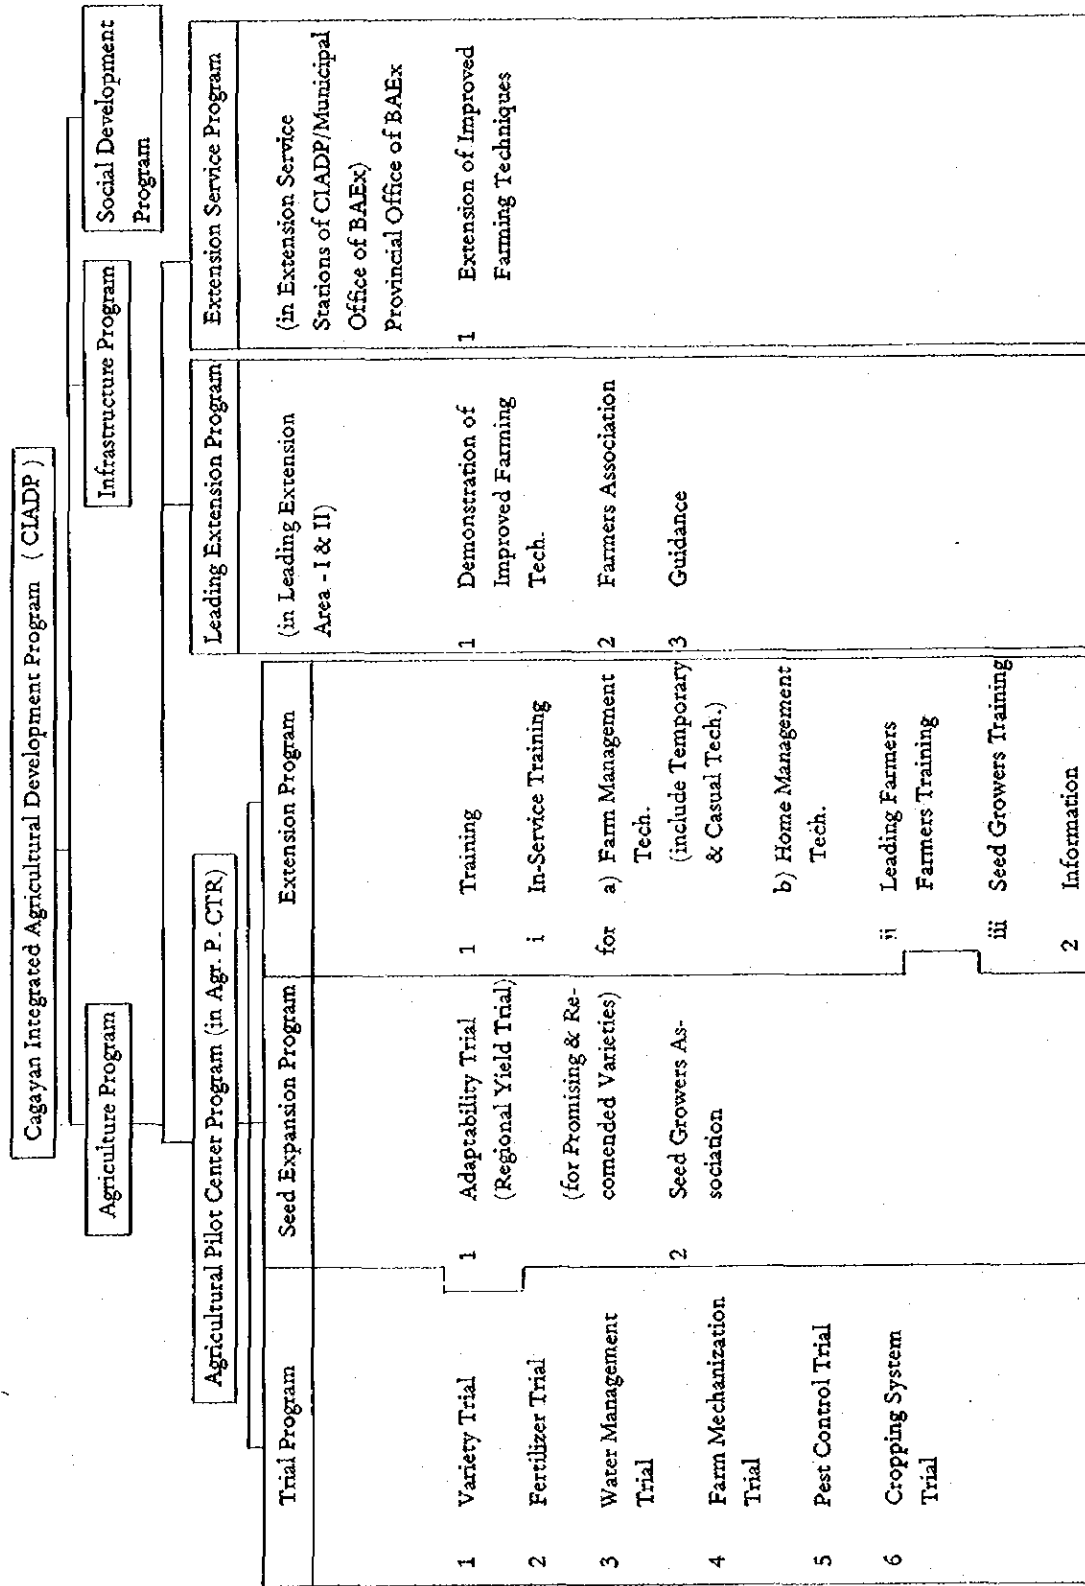 Cagayan Integrated Agricultural Development Program (CIADP)
Agriculture Program
Infrastructure Program
Social Development
Program
Agricultural Pilot Center Program (in Agr. P. CTR)
Leading Extension Program
Extension Service Program
Trial Program
Seed Expansion Program
Extension Program
1 Variety Trial
2 Fertilizer Trial
3 Water Management
Trial
4 Farm Mechanization
Trial
5 Pest Control Trial
6 Cropping System
Trial
1 Adaptability Trial
(Regional Yield Trial)
(for Promising & Re-
comended Varieties)
2 Seed Growers As-
sociation
1 Training
i In-Service Training
for a) Farm Management
Tech.
(include Temporary
& Casual Tech.)
b) Home Management
Tech.
ii Leading Farmers
Farmers Training
iii Seed Growers Training
2 Information
(in Leading Extension
Area - I & II)
1 Demonstration of
Improved Farming
Tech.
2 Farmers Association
3 Guidance
(in Extension Service
Stations of CIADP/Municipal
Office of BAEx)
Provincial Office of BAEx
1 Extension of Improved
Farming Techniques